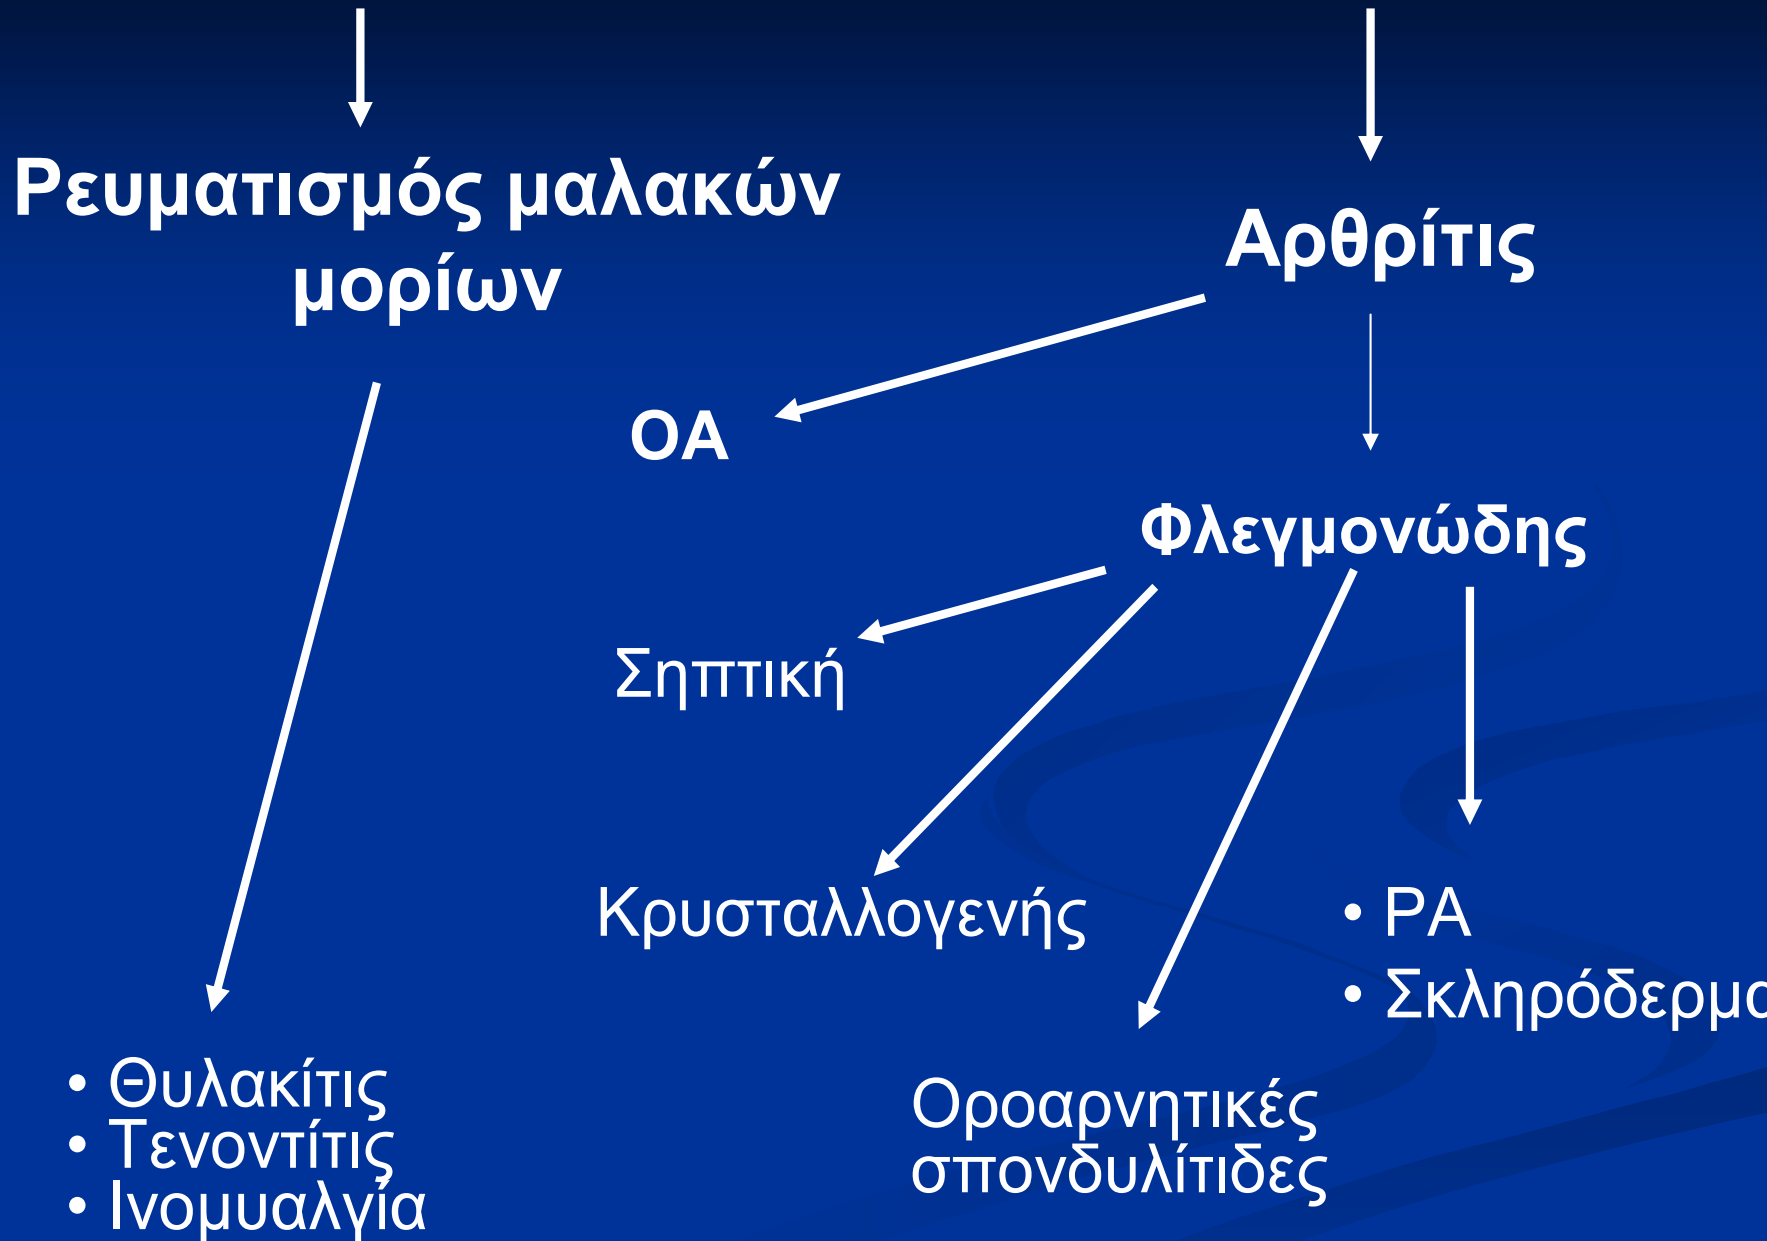 Ρευματισμός μαλακών
μορίων
Αρθρίτις
ΟΑ
Φλεγμονώδης
Σηπτική
Κρυσταλλογενής
• ΡΑ
• Σκληρόδερμα
Οροαρνητικές
σπονδυλίτιδες
• Θυλακίτις
• Τενοντίτις
• Ινομυαλγία